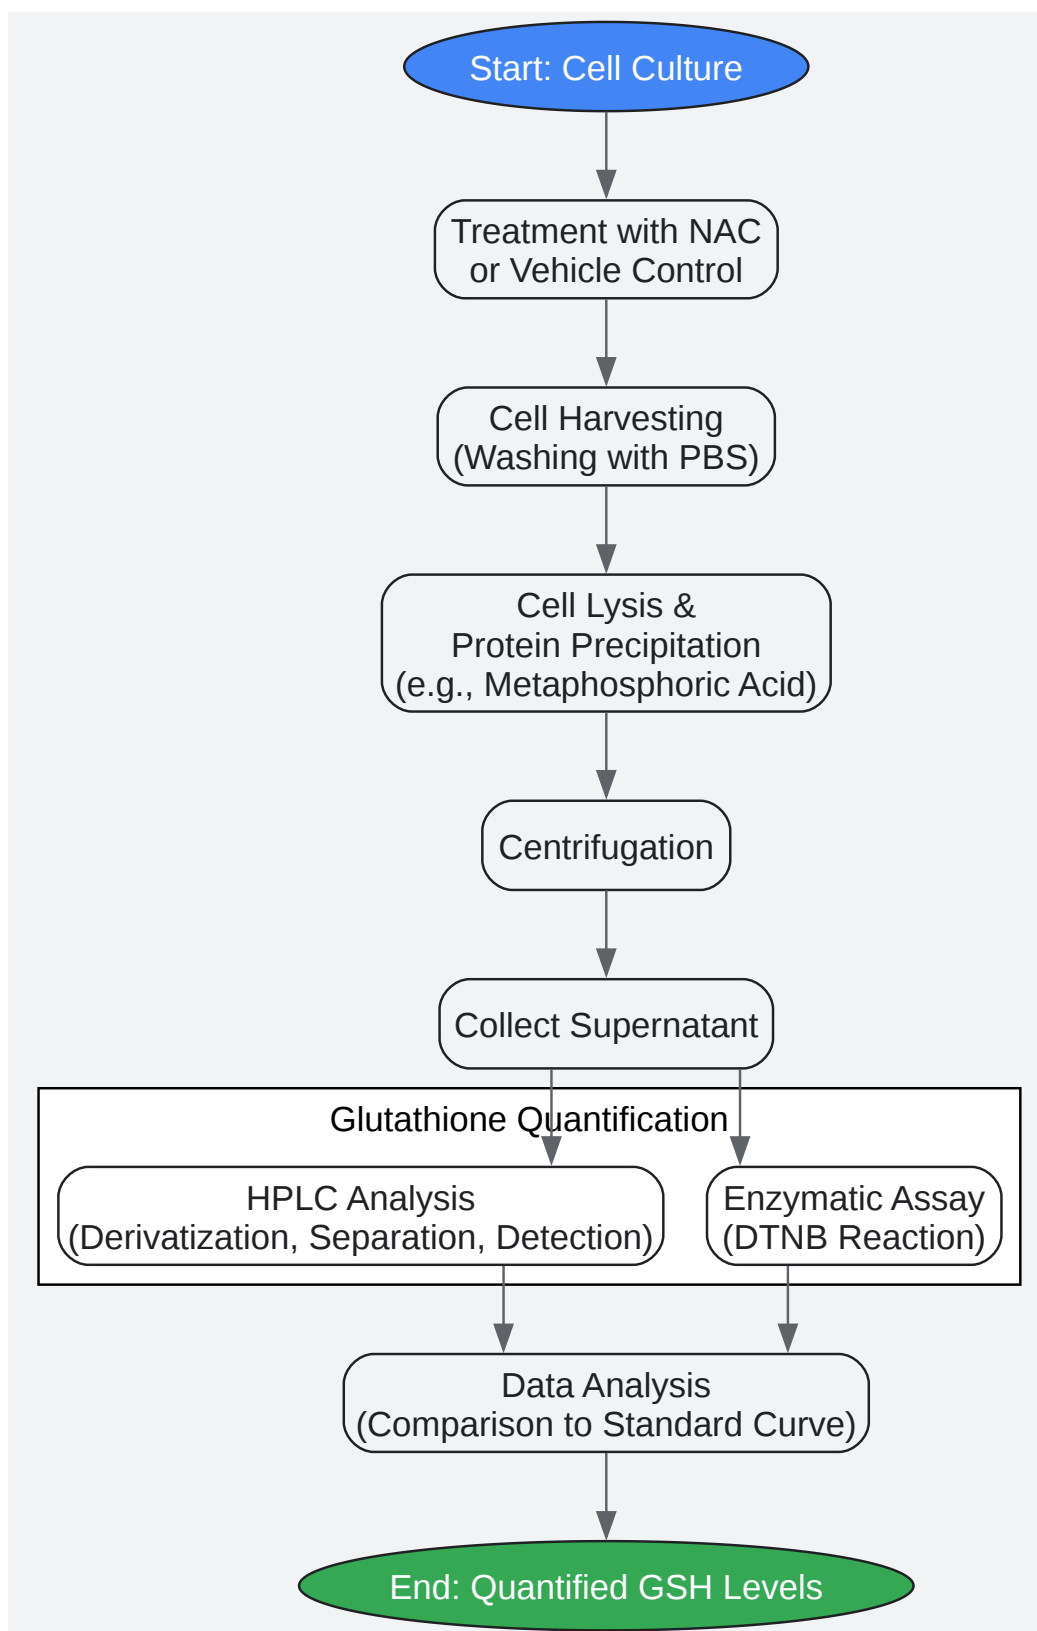 Start: Cell Culture
Treatment with NAC
or Vehicle Control
Cell Harvesting
(Washing with PBS)
Cell Lysis &
Protein Precipitation
(e.g., Metaphosphoric Acid)
Centrifugation
Collect Supernatant
Glutathione Quantification
HPLC Analysis
(Derivatization, Separation, Detection)
Enzymatic Assay
(DTNB Reaction)
Data Analysis
(Comparison to Standard Curve)
End: Quantified GSH Levels